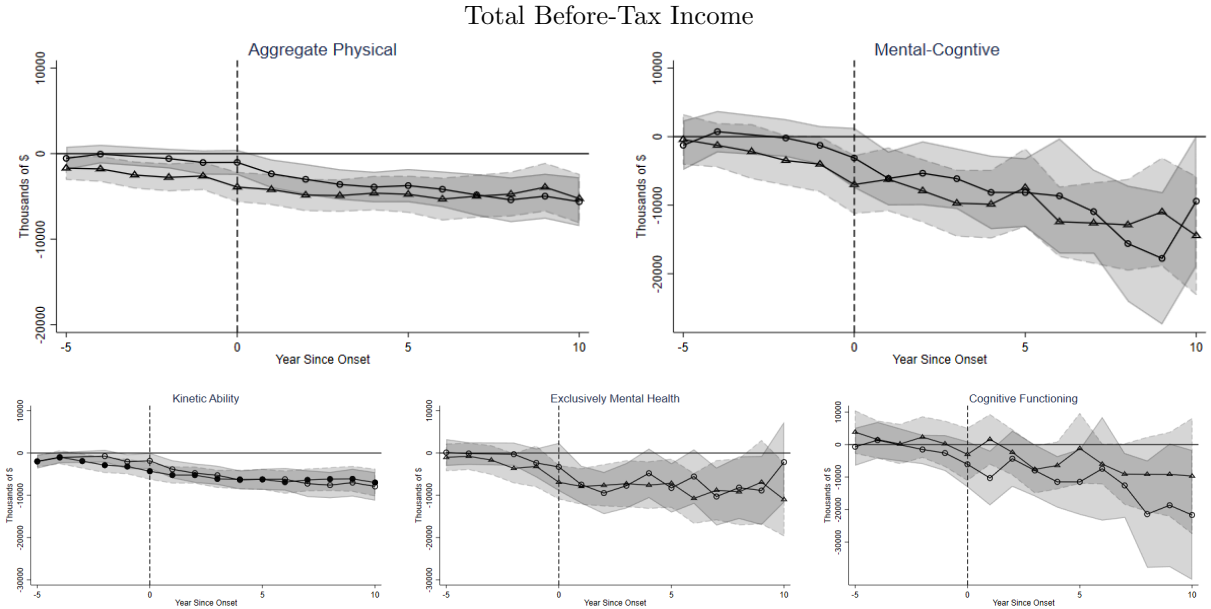 Total Before-Tax Income
Aggregate Physical
Thousands of $
10000
0
-10000
-20000
-5
0
5
10
Year Since Onset
Mental-Cogntive
Thousands of $
10000
0
-10000
-20000
-5
0
5
10
Year Since Onset
Kinetic Ability
Thousands of $
10000
0
-10000
-20000
-30000
-5
0
5
10
Year Since Onset
Exclusively Mental Health
Thousands of $
10000
0
-10000
-20000
-30000
-5
0
5
10
Year Since Onset
Cognitive Functioning
Thousands of $
10000
0
-10000
-20000
-30000
-5
0
5
10
Year Since Onset